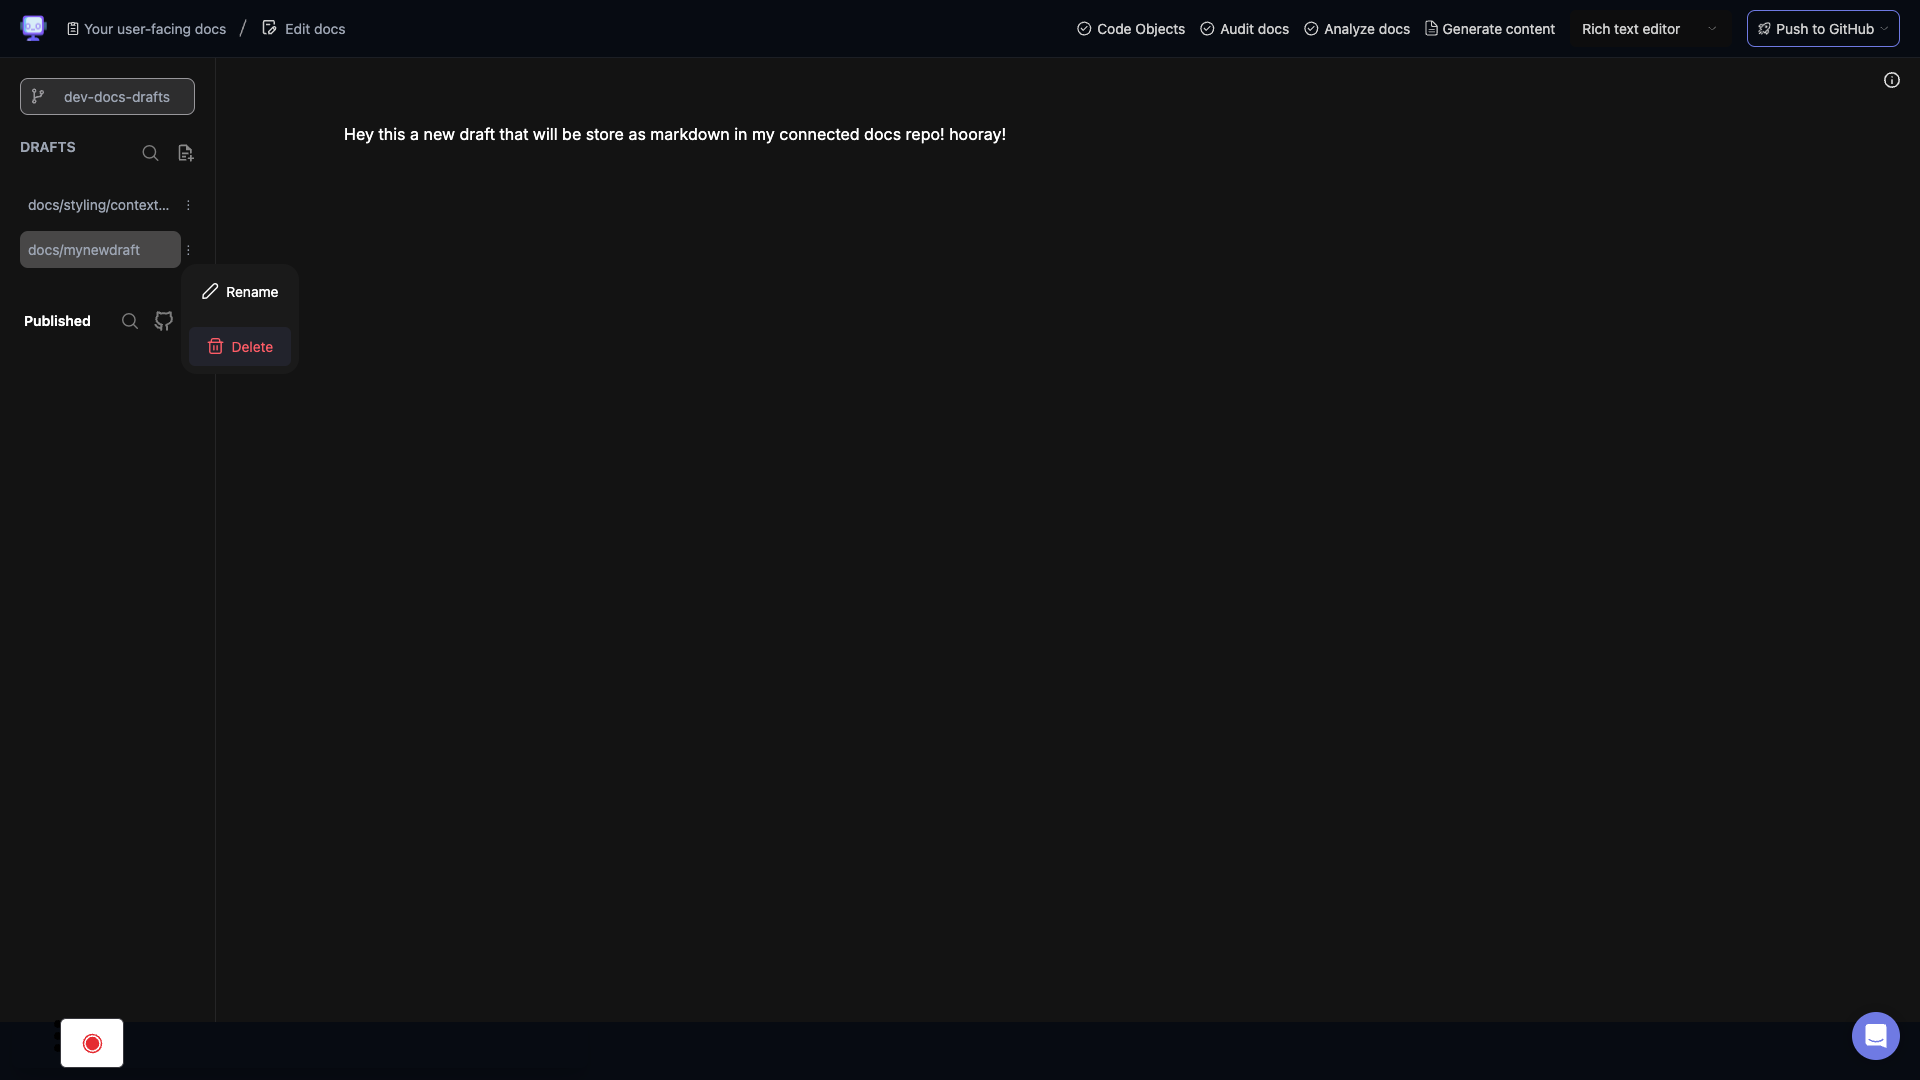 Your user-facing docs / Edit docs
Code Objects Audit docs Analyze docs Generate content Rich text editor Push to GitHub
dev-docs-drafts
DRAFTS
docs/styling/context...
docs/mynewdraft
Rename
Delete
Published
Hey this a new draft that will be store as markdown in my connected docs repo! hooray!